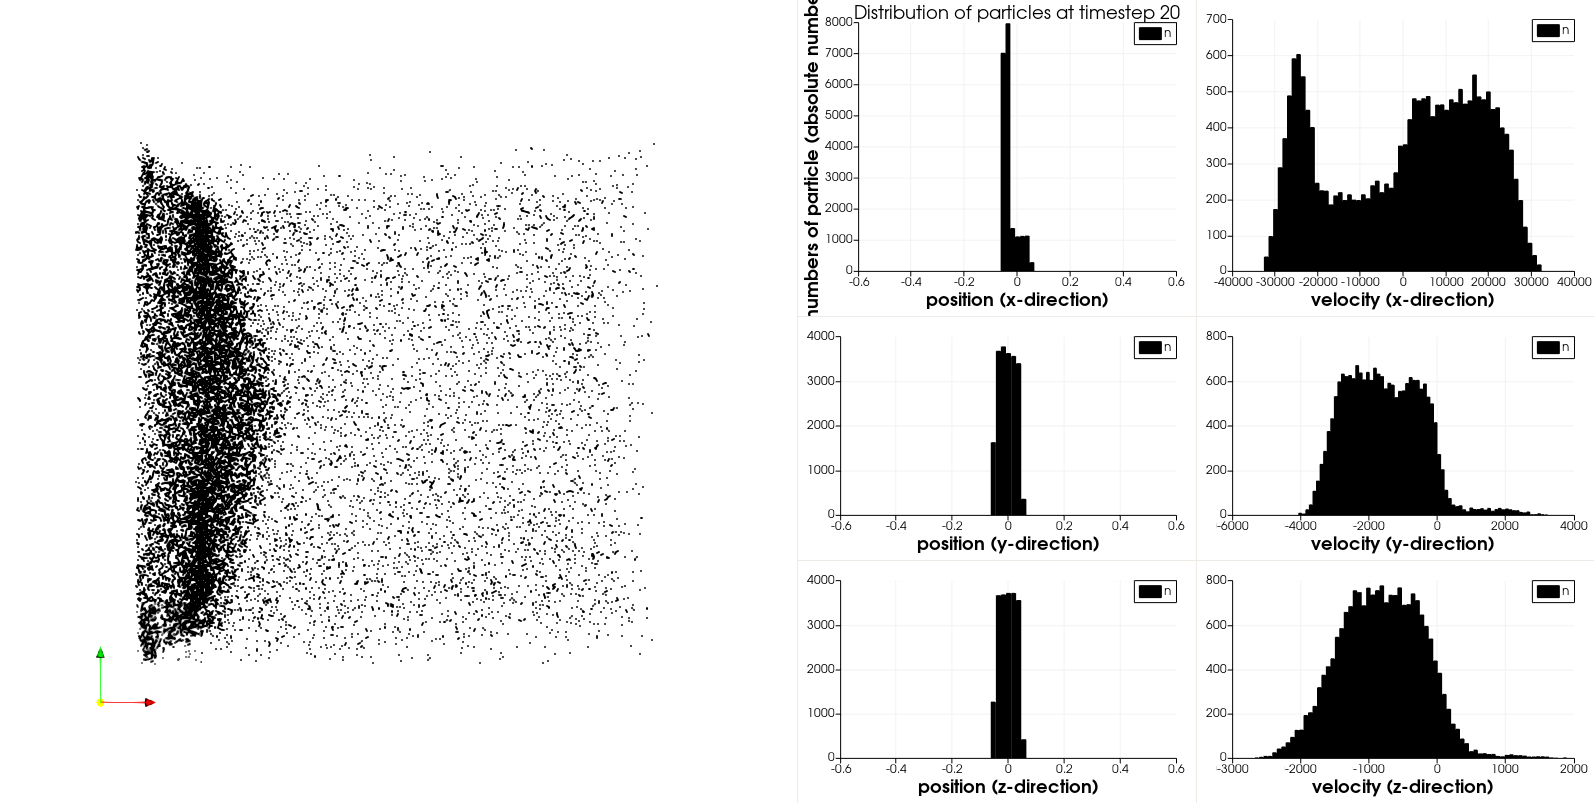 Distribution of particles at timestep 20
numbers of particle (absolute numbe
8000
7000
6000
5000
4000
3000
2000
1000
0
-0.6 -0.4 -0.2 0 0.2 0.4 0.6
position (x-direction)
n
700
600
500
400
300
200
100
0
-40000 -30000 -20000 -10000 0 10000 20000 30000 40000
velocity (x-direction)
n
4000
3000
2000
1000
0
-0.6 -0.4 -0.2 0 0.2 0.4 0.6
position (y-direction)
n
800
600
400
200
0
-6000 -4000 -2000 0 2000 4000
velocity (y-direction)
n
4000
3000
2000
1000
0
-0.6 -0.4 -0.2 0 0.2 0.4 0.6
position (z-direction)
n
800
600
400
200
0
-3000 -2000 -1000 0 1000 2000
velocity (z-direction)
n